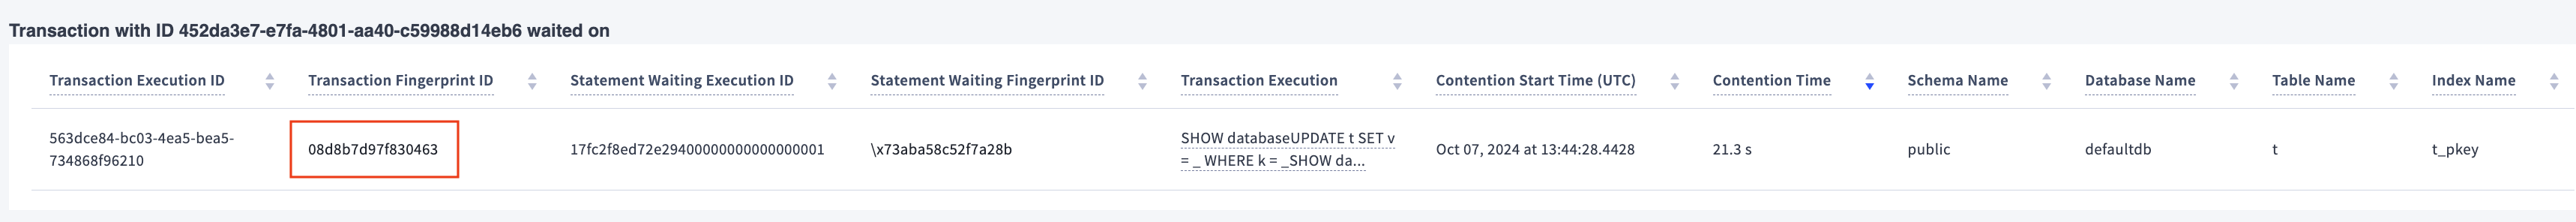 Transaction with ID 452da3e7-e7fa-4801-aa40-c59988d14eb6 waited on
Transaction Execution ID Transaction Fingerprint ID Statement Waiting Execution ID Statement Waiting Fingerprint ID Transaction Execution Contention Start Time (UTC) Contention Time Schema Name Database Name Table Name Index Name
563dce84-bc03-4ea5-bea5-
734868f96210
08d8b7d97f830463
17fc2f8ed72e29400000000000000001
\x73aba58c52f7a28b
SHOW databaseUPDATE t SET v
= _ WHERE k = _SHOW da...
Oct 07, 2024 at 13:44:28.4428
21.3 s
public
defaultdb
t
t_pkey